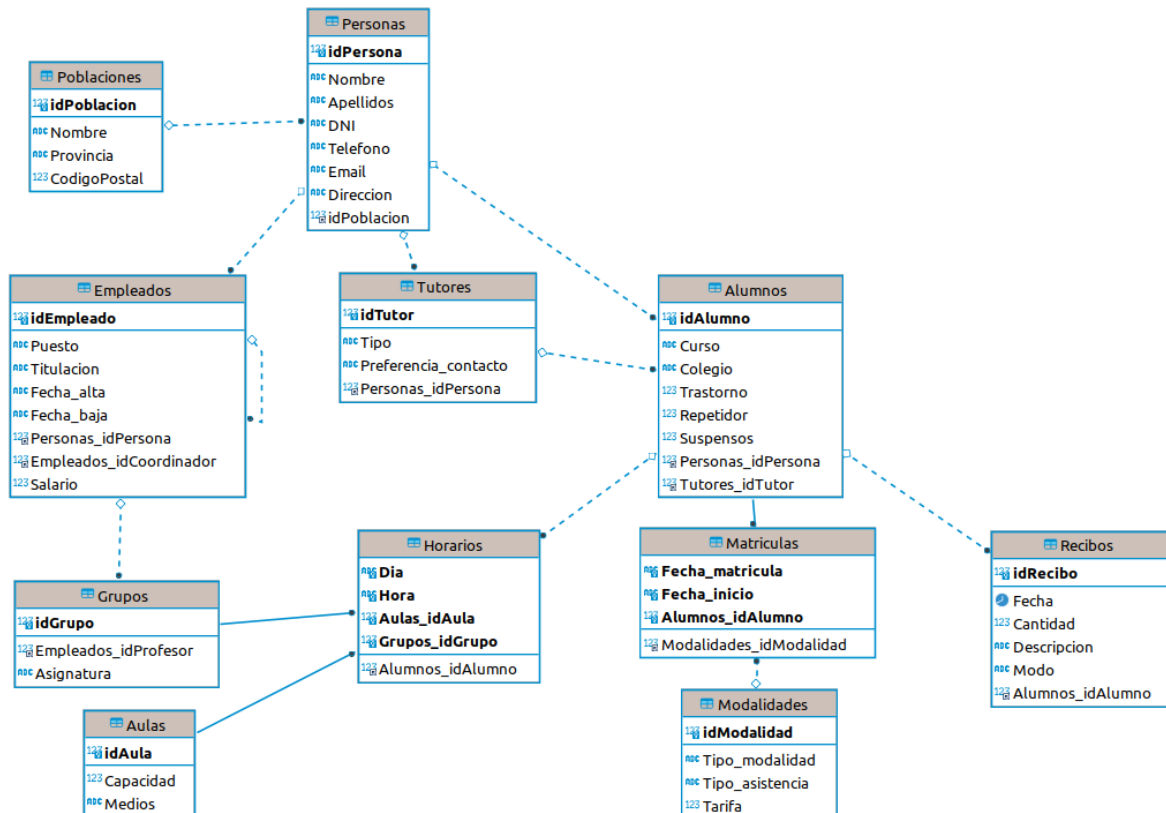 Personas
idPersona
Nombre
Apellidos
DNI
Telefono
Email
Direccion
idPoblacion
Poblaciones
idPoblacion
Nombre
Provincia
CodigoPostal
Empleados
idEmpleado
Puesto
Titulacion
Fecha_alta
Fecha_baja
Personas_idPersona
Empleados_idCoordinador
Salario
Tutores
idTutor
Tipo
Preferencia_contacto
Personas_idPersona
Alumnos
idAlumno
Curso
Colegio
Trastorno
Repetidor
Suspensos
Personas_idPersona
Tutores_idTutor
Grupos
idGrupo
Empleados_idProfesor
Asignatura
Horarios
Dia
Hora
Aulas_idAula
Grupos_idGrupo
Alumnos_idAlumno
Matriculas
Fecha_matricula
Fecha_inicio
Alumnos_idAlumno
Modalidades_idModalidad
Recibos
idRecibo
Fecha
Cantidad
Descripcion
Modo
Alumnos_idAlumno
Aulas
idAula
Capacidad
Medios
Modalidades
idModalidad
Tipo_modalidad
Tipo_asistencia
Tarifa